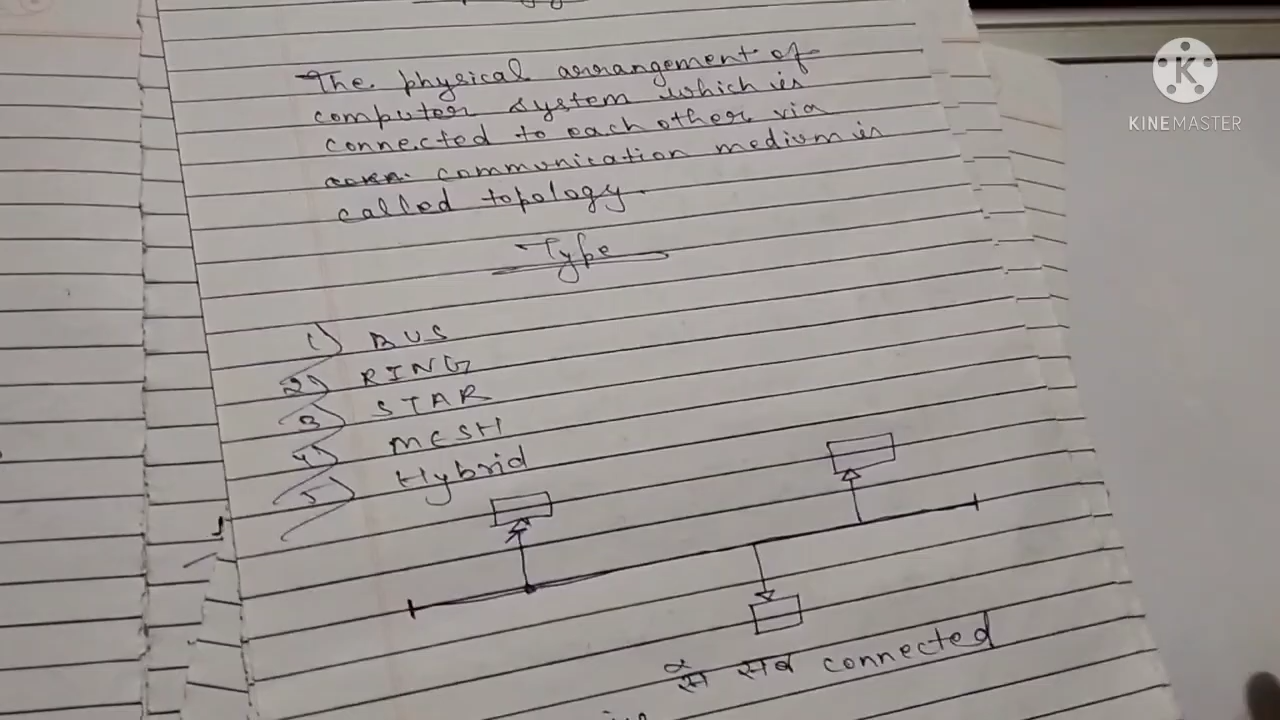 The physical arrangement of
computer system which is
connected to each other via
communication medium is
called topology.
Type
1) BUS
2) RING
3) STAR
4) MESH
5) Hybrid
से सब connected
KINEMASTER